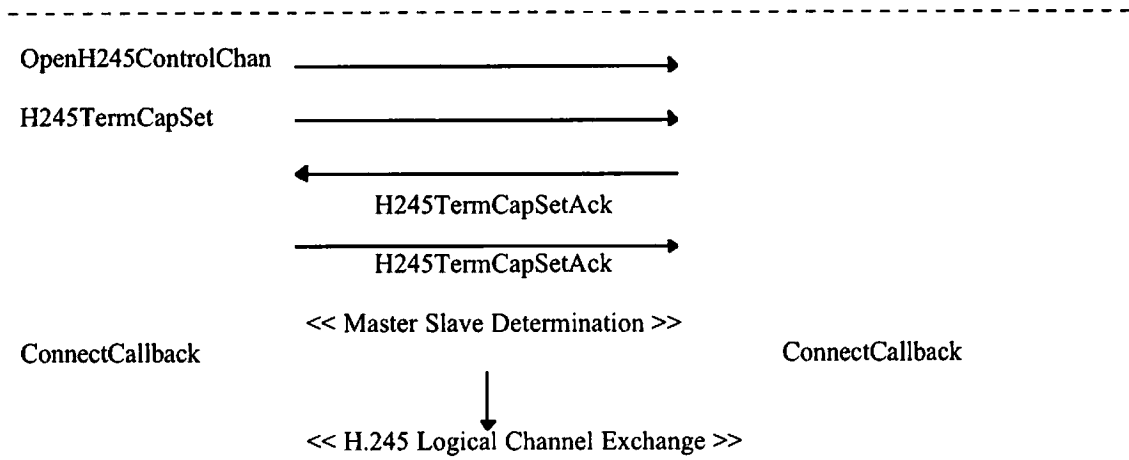 OpenH245ControlChan
H245TermCapSet
H245TermCapSetAck
H245TermCapSetAck
<< Master Slave Determination >>
ConnectCallback ConnectCallback
<< H.245 Logical Channel Exchange >>